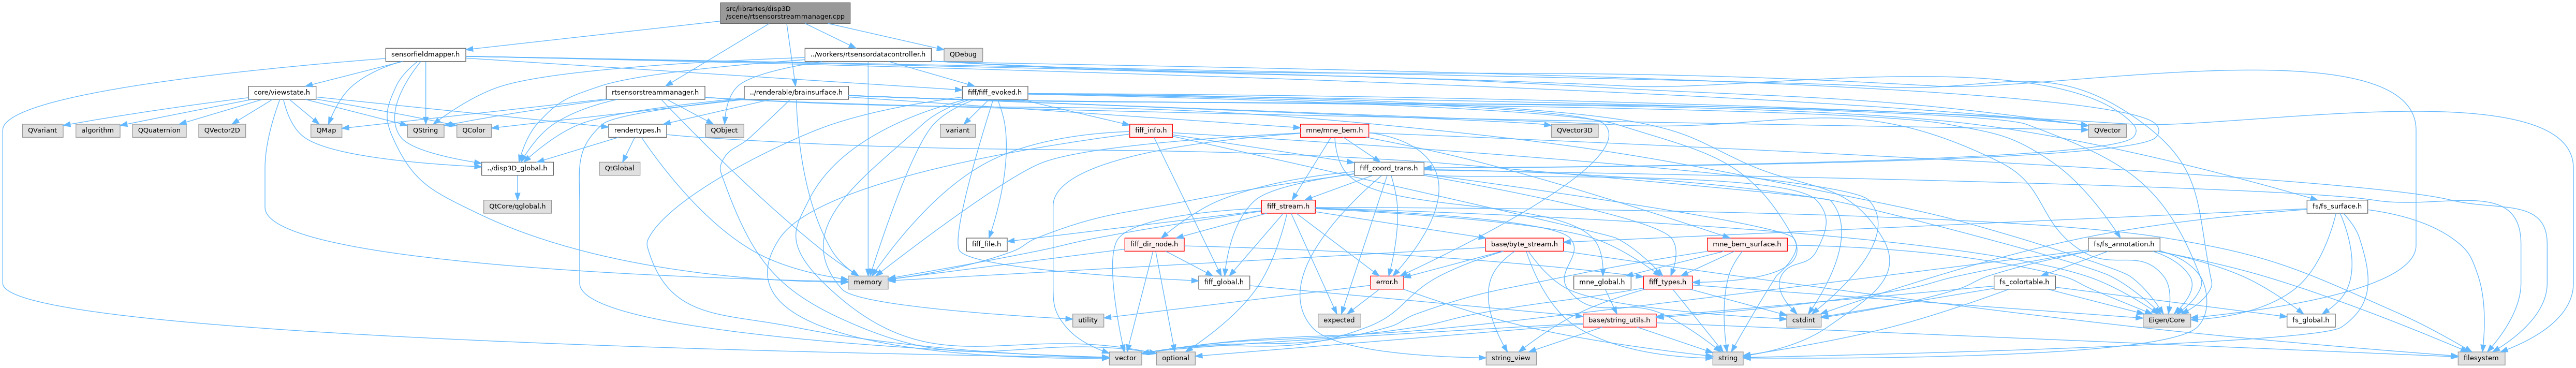 src/libraries/disp3D
/scene/rtsensorstreammanager.cpp
sensorfieldmapper.h
../workers/rtsensordatacontroller.h
QDebug
core/viewstate.h
rtsensorstreammanager.h
../renderable/brainsurface.h
fiff/fiff_evoked.h
QVariant
algorithm
QQuaternion
QVector2D
QMap
QString
QColor
rendertypes.h
QObject
variant
fiff_info.h
mne/mne_bem.h
QVector3D
QVector
../disp3D_global.h
QtGlobal
fiff_coord_trans.h
QtCore/qglobal.h
fiff_stream.h
fs/fs_surface.h
fiff_file.h
fiff_dir_node.h
base/byte_stream.h
mne_bem_surface.h
fs/fs_annotation.h
memory
fiff_global.h
error.h
mne_global.h
fiff_types.h
fs_colortable.h
utility
expected
base/string_utils.h
cstdint
Eigen/Core
fs_global.h
vector
optional
string_view
string
filesystem